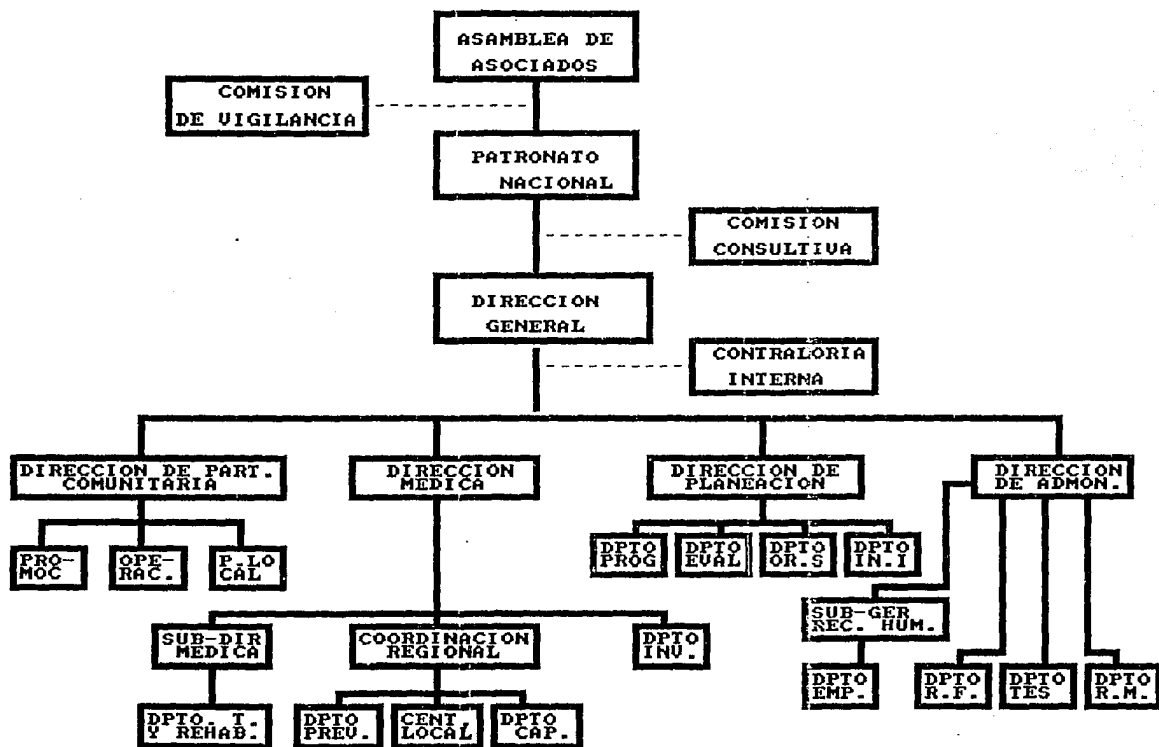 ASAMBLEA DE
ASOCIADOS
COMISION
DE VIGILANCIA
PATRONATO
NACIONAL
COMISION
CONSULTIVA
DIRECCION
GENERAL
CONTRALORIA
INTERNA
DIRECCION DE PART.
COMUNITARIA
DIRECCION
MEDICA
DIRECCION DE
PLANEACION
DIRECCION
DE ADMON.
PRO-
MOC
OPE-
RAC.
P.LO
CAL
DPTO
PROG
DPTO
EVAL
DPTO
OR.S
DPTO
IN.I
SUB-GER
REC. HUM.
SUB-DIR
MEDICA
COORDINACION
REGIONAL
DPTO
INV.
DPTO
EMP.
DPTO
R.F.
DPTO
TES
DPTO
R.M.
DPTO. T.
Y REHAB.
DPTO
PREV.
CENT.
LOCAL
DPTO
CAP.